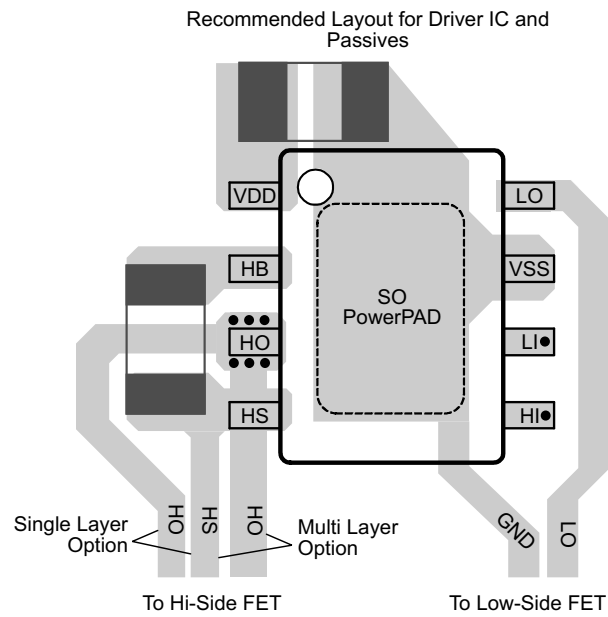 Recommended Layout for Driver IC and
Passives
VDD
LO
HB
VSS
SO
PowerPAD
HO
LI
HS
HI
HO
HS
HO
GND
LO
Single Layer
Option
Multi Layer
Option
To Hi-Side FET
To Low-Side FET